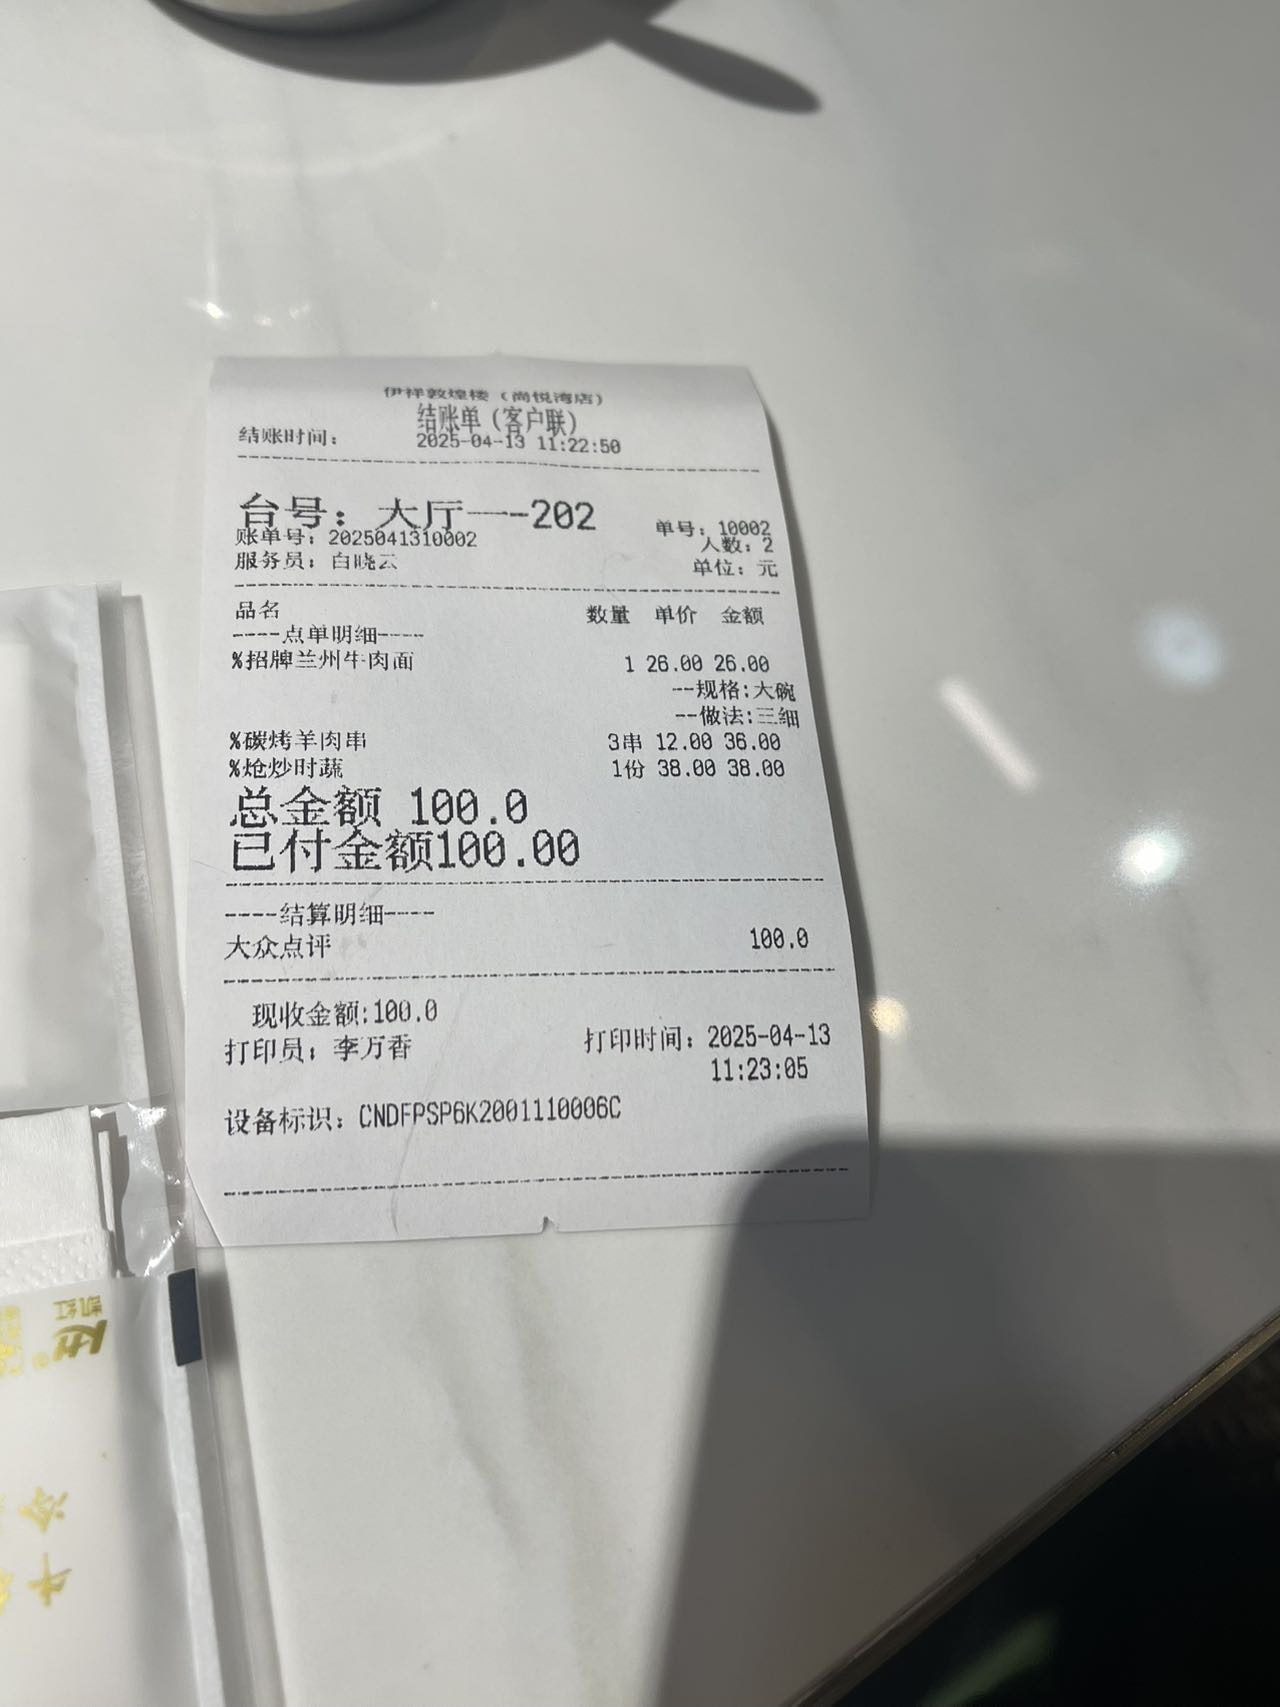 伊祥敦煌楼（尚悦湾店）
结账单（客户联）
结账时间： 2025-04-13 11:22:50
台号：大厅一--202
单号：10002
账单号：2025041310002
人数：2
服务员：白晓云
单位：元
品名 数量 单价 金额
----点单明细----
%招牌兰州牛肉面 1 26.00 26.00
--规格:大碗
--做法:三细
%碳烤羊肉串 3串 12.00 36.00
%炝炒时蔬 1份 38.00 38.00
总金额 100.0
已付金额100.00
----结算明细----
大众点评 100.0
现收金额:100.0
打印员：李万香 打印时间：2025-04-13
11:23:05
设备标识：CNDFPSP6K2001110006C
凯红
冷
牛